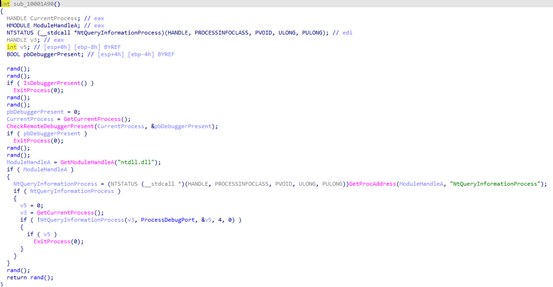 int sub_10001A90()
{
  HANDLE CurrentProcess; // eax
  HMODULE ModuleHandleA; // eax
  NTSTATUS (__stdcall *NtQueryInformationProcess)(HANDLE, PROCESSINFOCLASS, PVOID, ULONG, PULONG); // edi
  HANDLE v3; // eax
  int v5; // [esp+0h] [ebp-8h] BYREF
  BOOL pbDebuggerPresent; // [esp+4h] [ebp-4h] BYREF

  rand();
  rand();
  if ( IsDebuggerPresent() )
    ExitProcess(0);
  rand();
  rand();
  pbDebuggerPresent = 0;
  CurrentProcess = GetCurrentProcess();
  CheckRemoteDebuggerPresent(CurrentProcess, &pbDebuggerPresent);
  if ( pbDebuggerPresent )
    ExitProcess(0);
  rand();
  rand();
  ModuleHandleA = GetModuleHandleA("ntdll.dll");
  if ( ModuleHandleA )
  {
    NtQueryInformationProcess = (NTSTATUS (__stdcall *)(HANDLE, PROCESSINFOCLASS, PVOID, ULONG, PULONG))GetProcAddress(ModuleHandleA, "NtQueryInformationProcess");
    if ( NtQueryInformationProcess )
    {
      v5 = 0;
      v3 = GetCurrentProcess();
      if ( !NtQueryInformationProcess(v3, ProcessDebugPort, &v5, 4, 0) )
      {
        if ( v5 )
          ExitProcess(0);
      }
    }
  }
  rand();
  return rand();
}